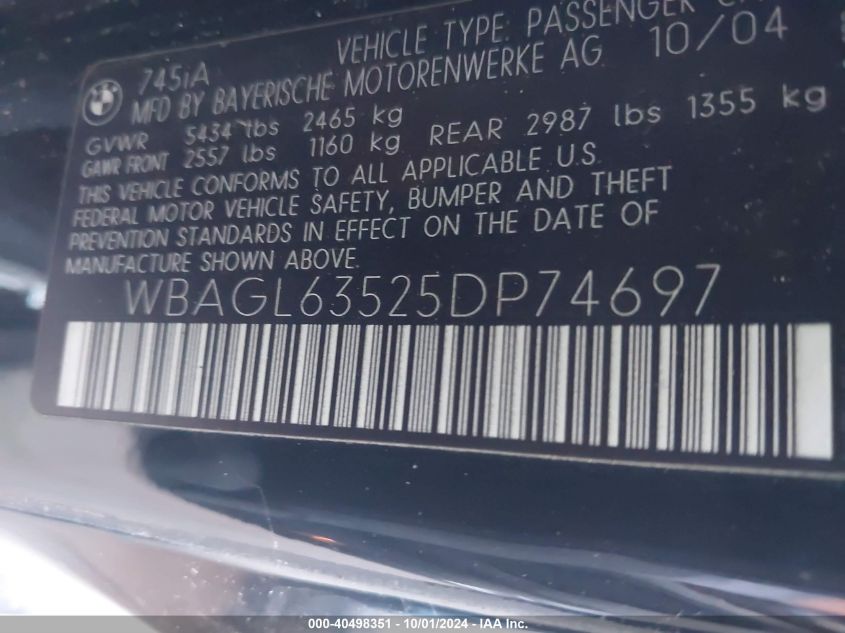 BMW
745iA
VEHICLE TYPE: PASSENGER
MFD BY BAYERISCHE MOTORENWERKE AG 10/04
GVWR 5434 lbs 2465 kg
GAWR FRONT 2557 lbs 1160 kg REAR 2987 lbs 1355 kg
THIS VEHICLE CONFORMS TO ALL APPLICABLE U.S.
FEDERAL MOTOR VEHICLE SAFETY, BUMPER AND THEFT
PREVENTION STANDARDS IN EFFECT ON THE DATE OF
MANUFACTURE SHOWN ABOVE.
WBAGL63525DP74697
000-40498351 - 10/01/2024 - IAA Inc.